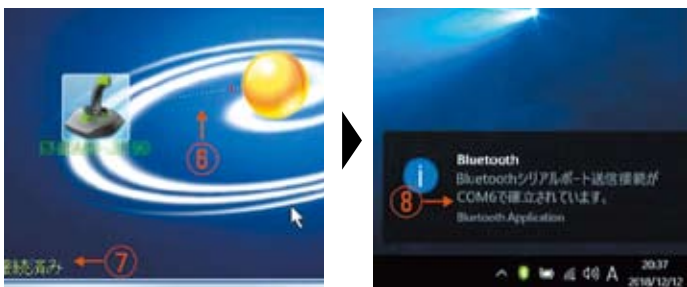 ⑥
接続済み
⑦
Bluetooth
Bluetoothシリアルポート送信接続が
COM6で確立されています。
⑧
Bluetooth Application
A
20:37
2018/12/12